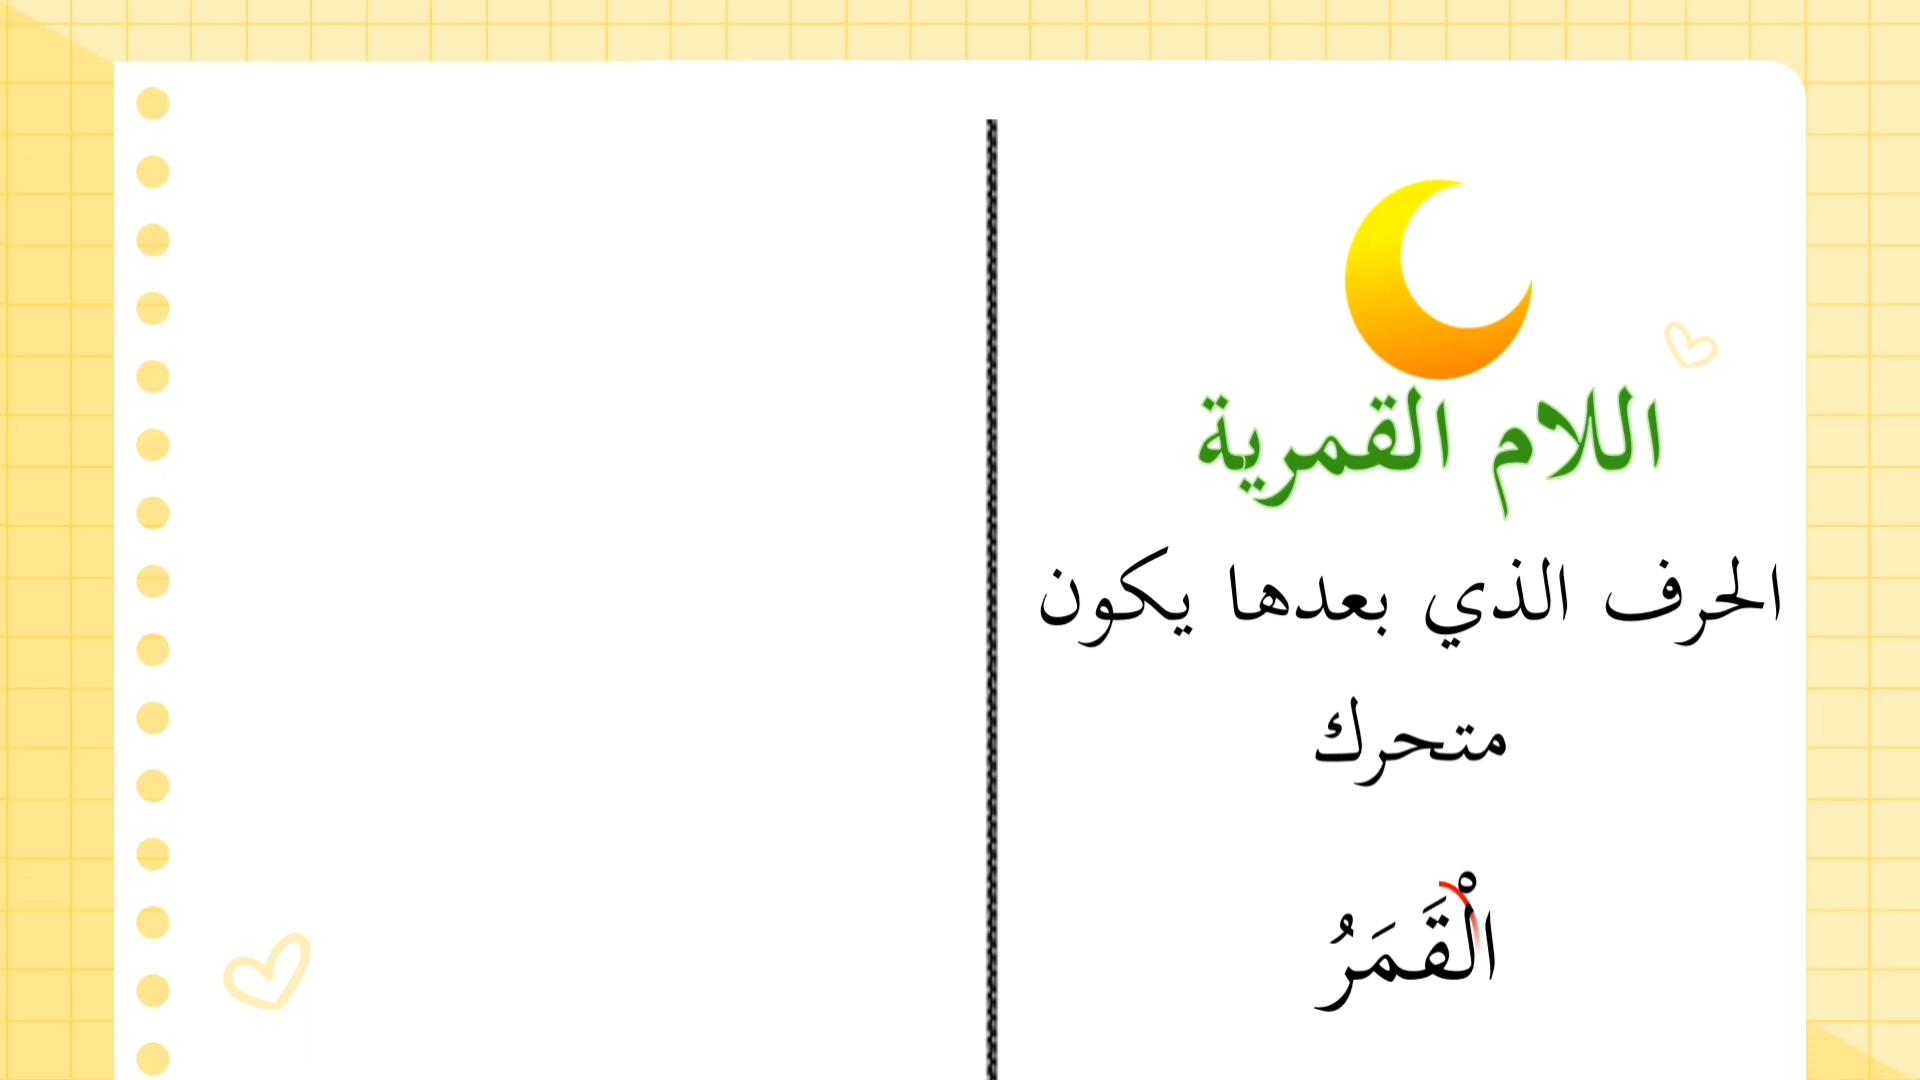 اللام القمرية
الحرف الذي بعدها يكون
متحرك
الْقَمَرُ